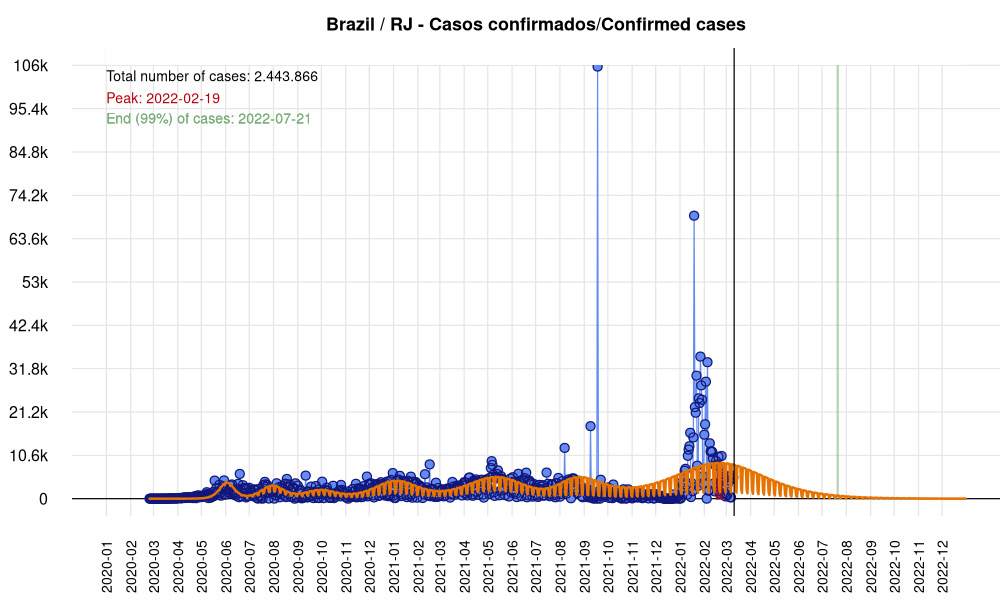 Brazil / RJ - Casos confirmados/Confirmed cases
106k
95.4k
84.8k
74.2k
63.6k
53k
42.4k
31.8k
21.2k
10.6k
0
Total number of cases: 2.443.866
Peak: 2022-02-19
End (99%) of cases: 2022-07-21
2020-01
2020-02
2020-03
2020-04
2020-05
2020-06
2020-07
2020-08
2020-09
2020-10
2020-11
2020-12
2021-01
2021-02
2021-03
2021-04
2021-05
2021-06
2021-07
2021-08
2021-09
2021-10
2021-11
2021-12
2022-01
2022-02
2022-03
2022-04
2022-05
2022-06
2022-07
2022-08
2022-09
2022-10
2022-11
2022-12